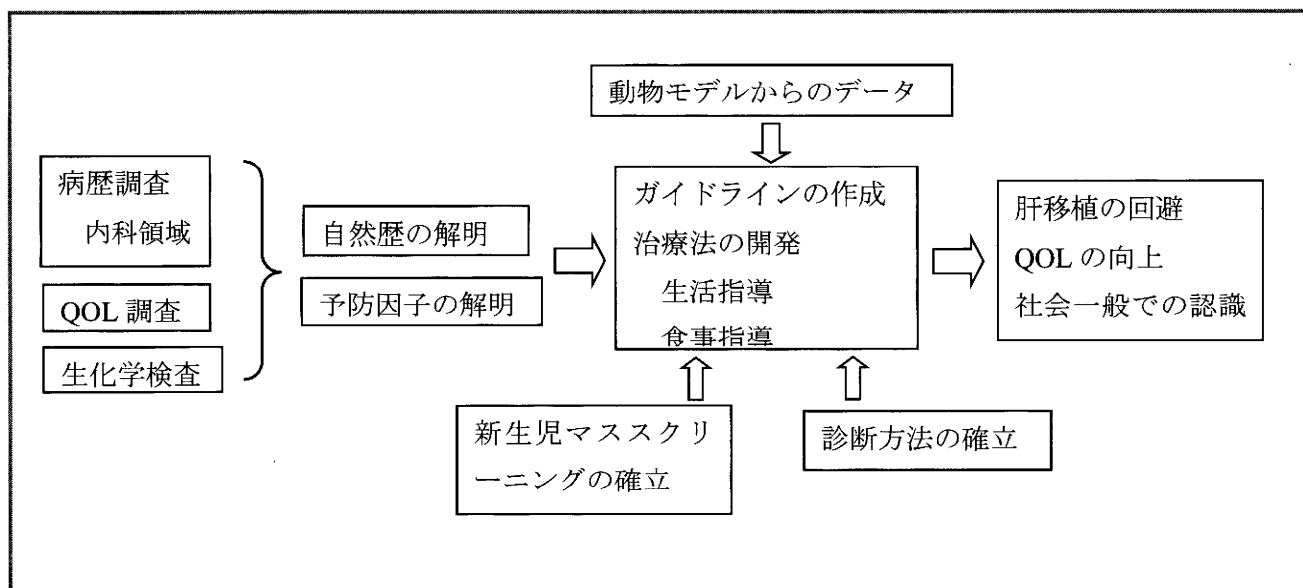 動物モデルからのデータ
病歴調査
内科領域
QOL 調査
生化学検査
自然歴の解明
予防因子の解明
ガイドラインの作成
治療法の開発
生活指導
食事指導
肝移植の回避
QOL の向上
社会一般での認識
新生児マススクリ
ーニングの確立
診断方法の確立